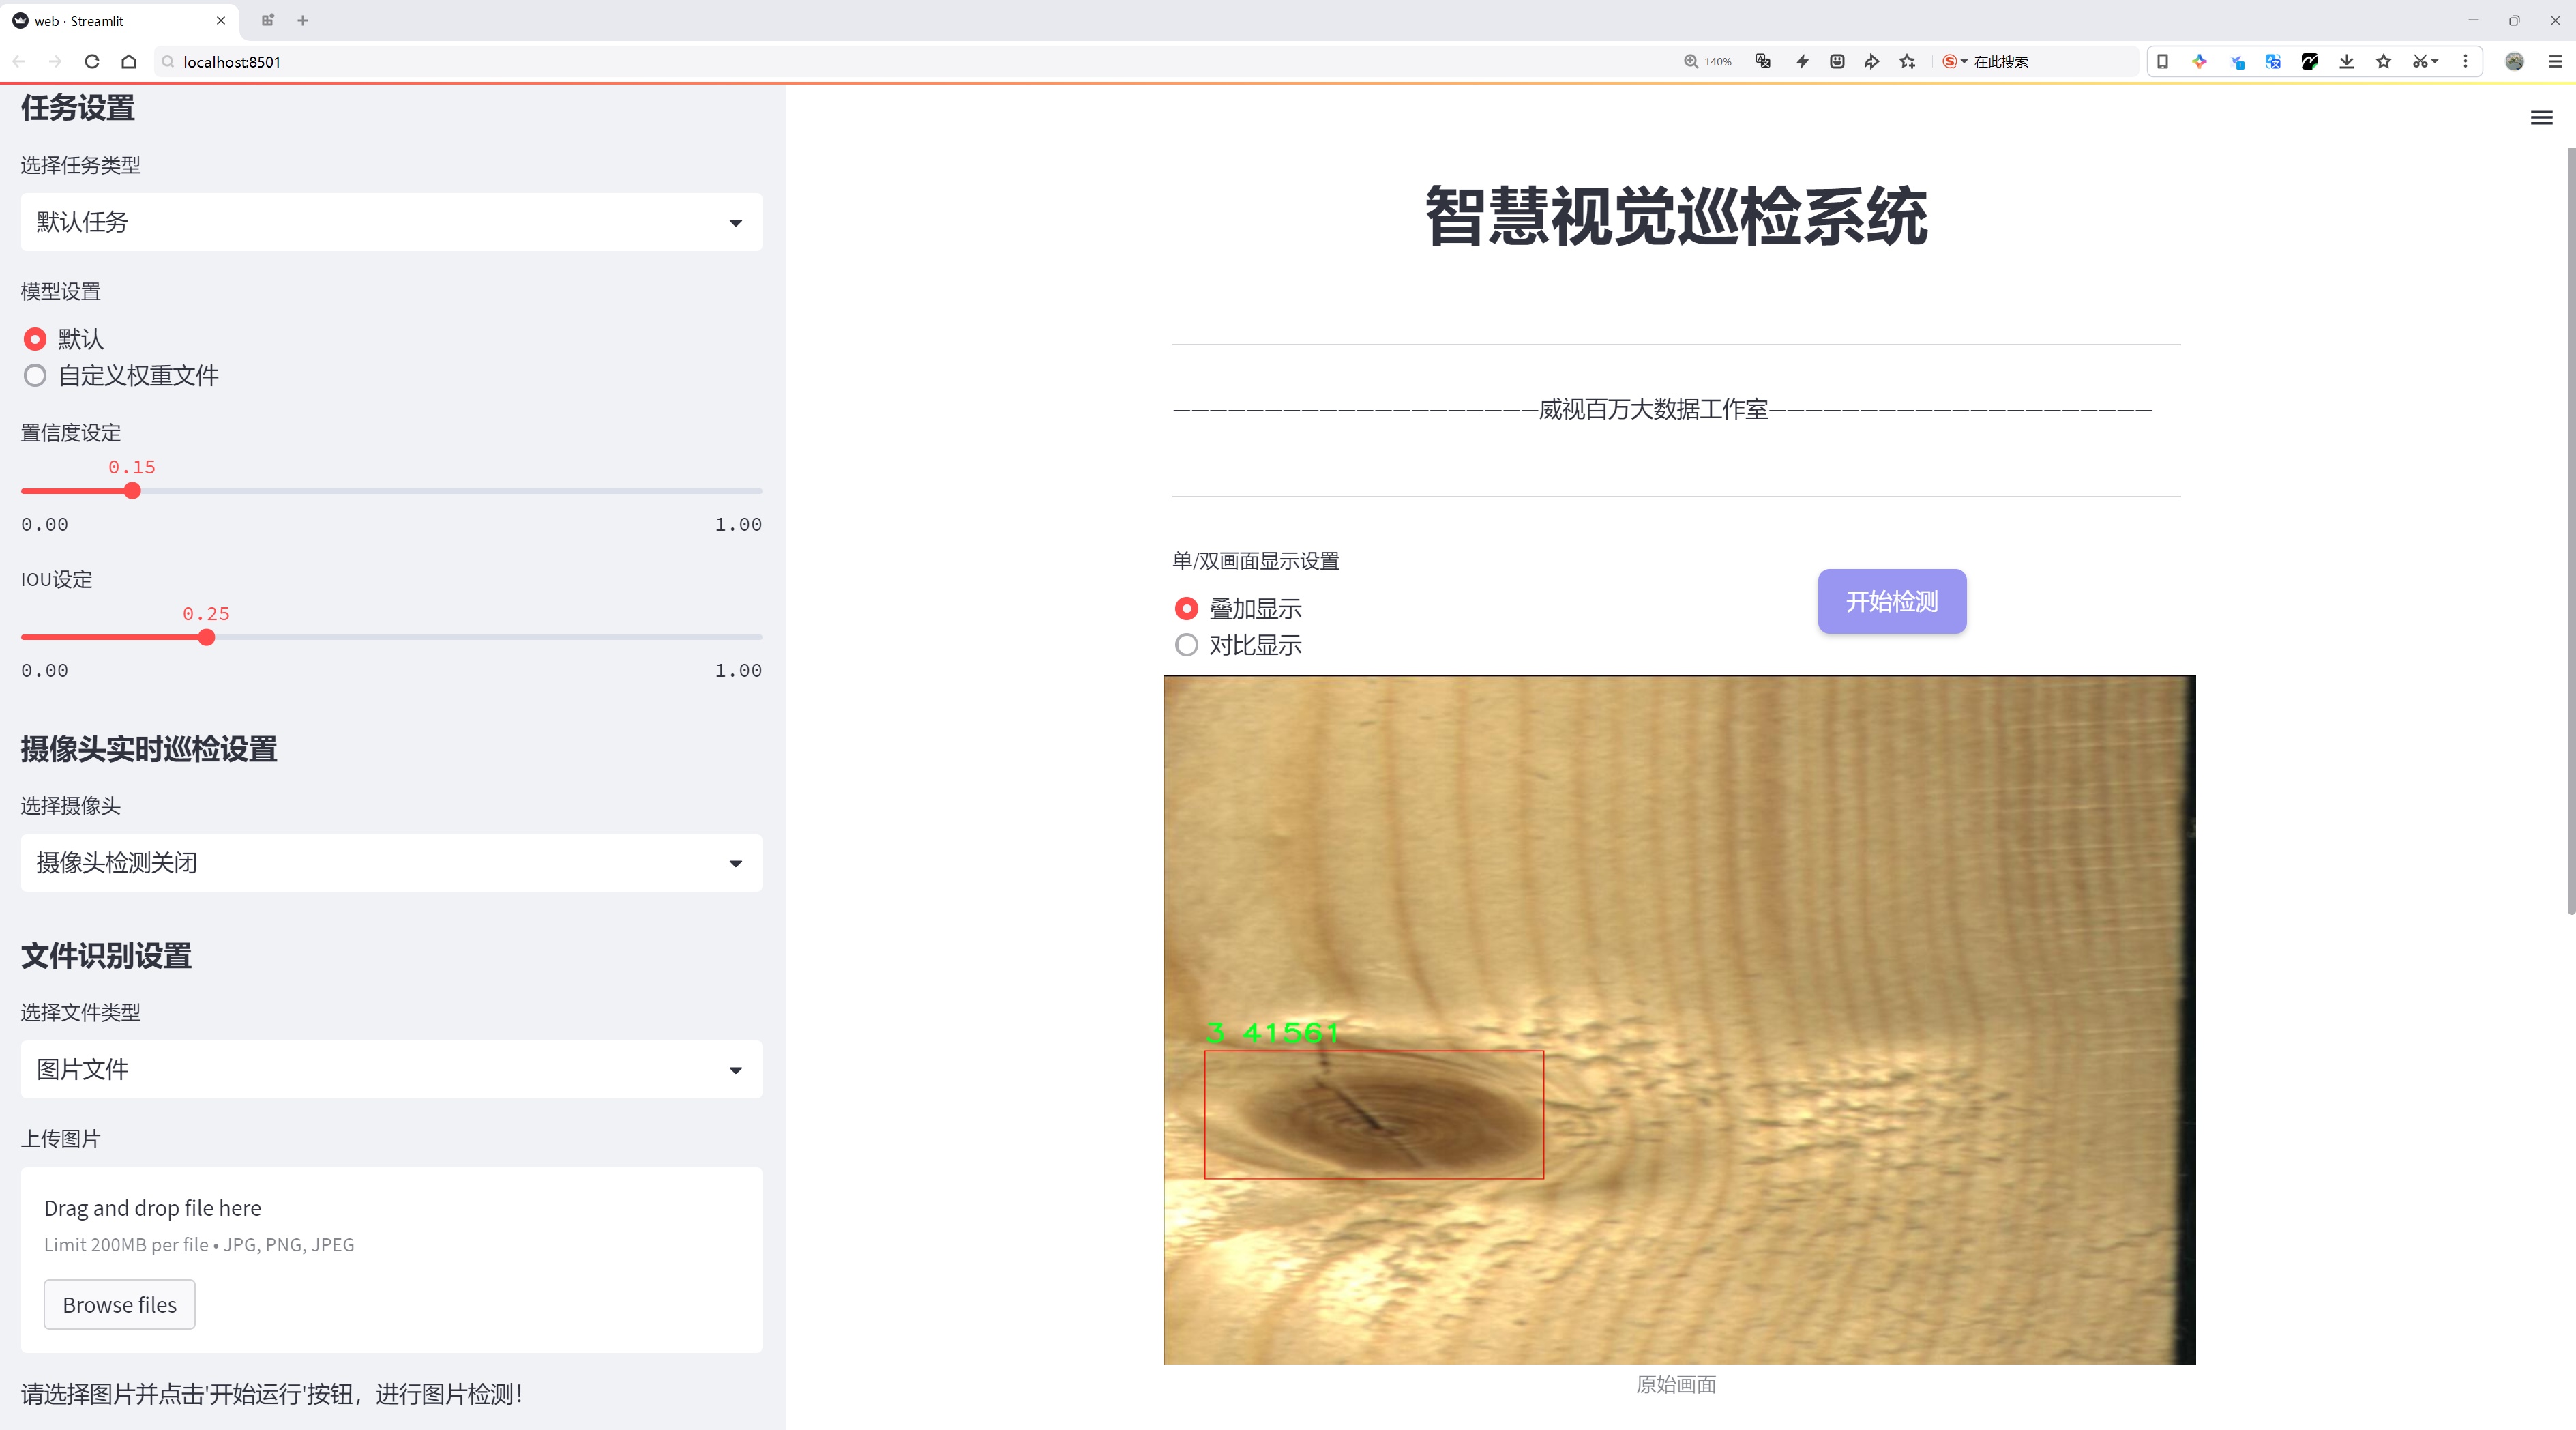 web · Streamlit
localhost:8501
140%
在此搜索
任务设置
选择任务类型
默认任务
模型设置
默认
自定义权重文件
置信度设定
0.15
0.00 1.00
IOU设定
0.25
0.00 1.00
摄像头实时巡检设置
选择摄像头
摄像头检测关闭
文件识别设置
选择文件类型
图片文件
上传图片
Drag and drop file here
Limit 200MB per file • JPG, PNG, JPEG
Browse files
请选择图片并点击'开始运行'按钮，进行图片检测！
智慧视觉巡检系统
—————————————————————威视百万大数据工作室——————————————————————
单/双画面显示设置
叠加显示
对比显示
开始检测
3 41561
原始画面